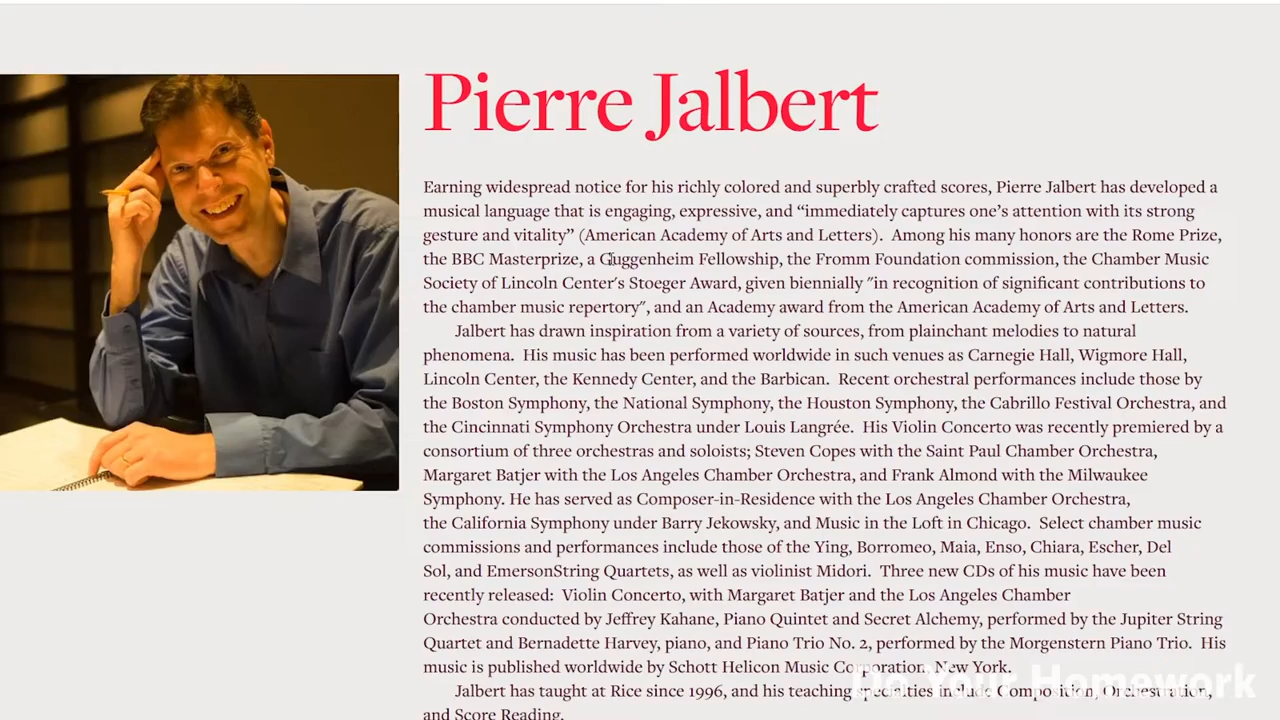 Pierre Jalbert
Earning widespread notice for his richly colored and superbly crafted scores, Pierre Jalbert has developed a
musical language that is engaging, expressive, and “immediately captures one’s attention with its strong
gesture and vitality” (American Academy of Arts and Letters).  Among his many honors are the Rome Prize,
the BBC Masterprize, a Guggenheim Fellowship, the Fromm Foundation commission, the Chamber Music
Society of Lincoln Center's Stoeger Award, given biennially "in recognition of significant contributions to
the chamber music repertory", and an Academy award from the American Academy of Arts and Letters.
Jalbert has drawn inspiration from a variety of sources, from plainchant melodies to natural
phenomena.  His music has been performed worldwide in such venues as Carnegie Hall, Wigmore Hall,
Lincoln Center, the Kennedy Center, and the Barbican.  Recent orchestral performances include those by
the Boston Symphony, the National Symphony, the Houston Symphony, the Cabrillo Festival Orchestra, and
the Cincinnati Symphony Orchestra under Louis Langrée.  His Violin Concerto was recently premiered by a
consortium of three orchestras and soloists; Steven Copes with the Saint Paul Chamber Orchestra,
Margaret Batjer with the Los Angeles Chamber Orchestra, and Frank Almond with the Milwaukee
Symphony. He has served as Composer-in-Residence with the Los Angeles Chamber Orchestra,
the California Symphony under Barry Jekowsky, and Music in the Loft in Chicago.  Select chamber music
commissions and performances include those of the Ying, Borromeo, Maia, Enso, Chiara, Escher, Del
Sol, and EmersonString Quartets, as well as violinist Midori.  Three new CDs of his music have been
recently released:  Violin Concerto, with Margaret Batjer and the Los Angeles Chamber
Orchestra conducted by Jeffrey Kahane, Piano Quintet and Secret Alchemy, performed by the Jupiter String
Quartet and Bernadette Harvey, piano, and Piano Trio No. 2, performed by the Morgenstern Piano Trio.  His
music is published worldwide by Schott Helicon Music Corporation, New York.
Jalbert has taught at Rice since 1996, and his teaching specialties include Composition, Orchestration,
and Score Reading.
Do Your Homework